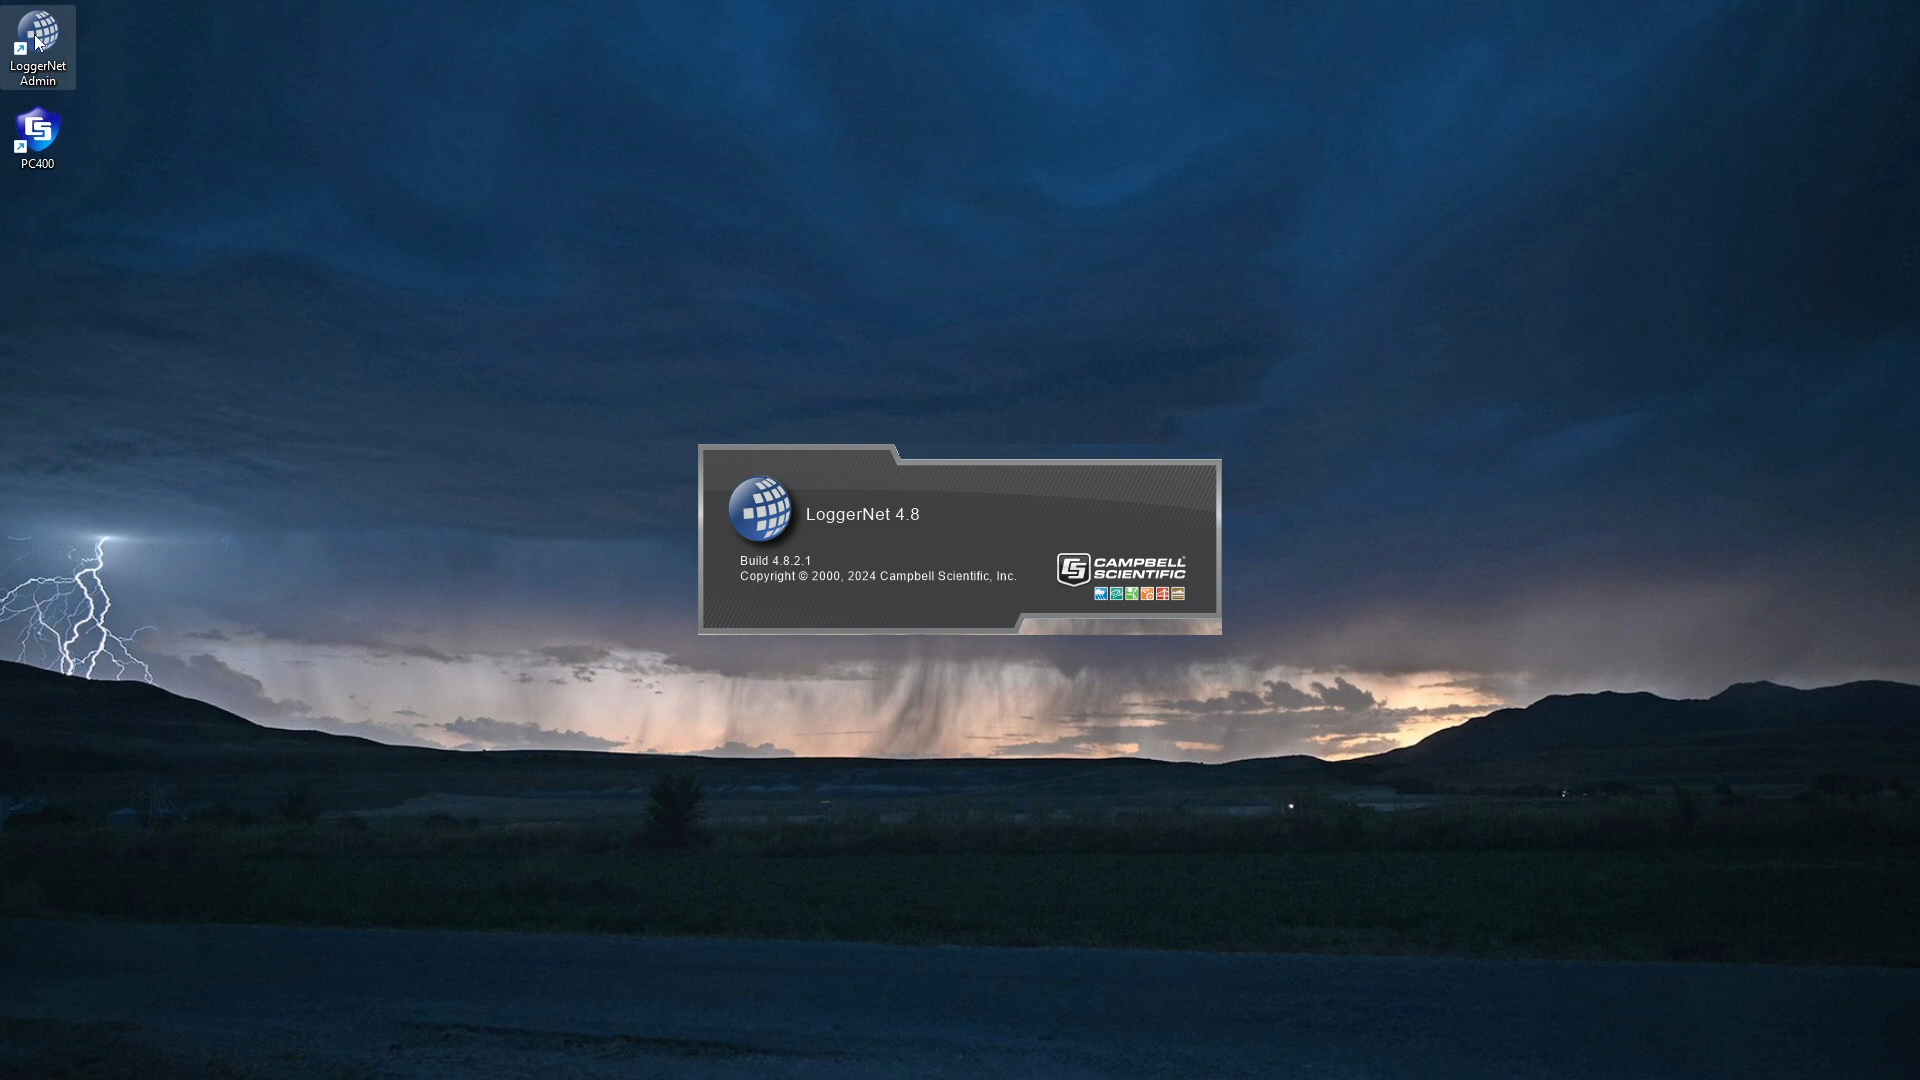 LoggerNet
Admin
PC400
LoggerNet 4.8
Build 4.8.2.1
Copyright © 2000, 2024 Campbell Scientific, Inc.
CAMPBELL
SCIENTIFIC